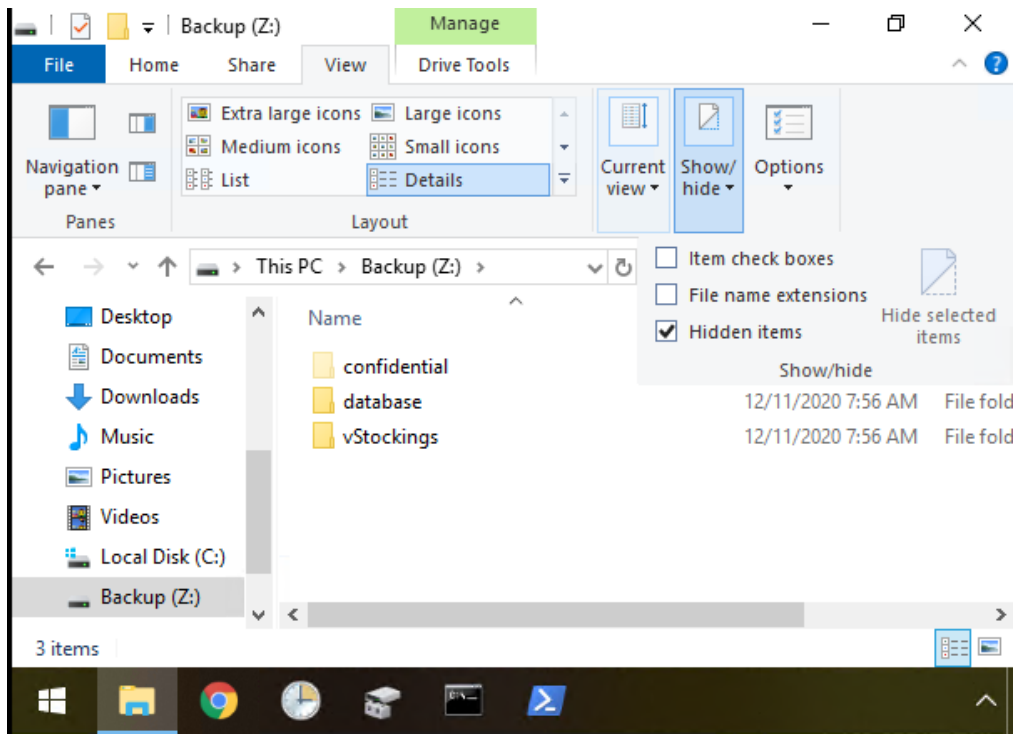 Backup (Z:)
Manage
File
Home
Share
View
Drive Tools
Extra large icons
Large icons
Medium icons
Small icons
List
Details
Navigation pane
Current view
Show/ hide
Options
Panes
Layout
This PC > Backup (Z:) >
Item check boxes
File name extensions
Hidden items
Hide selected items
Show/hide
Desktop
Documents
Downloads
Music
Pictures
Videos
Local Disk (C:)
Backup (Z:)
Name
confidential
database 12/11/2020 7:56 AM File fold
vStockings 12/11/2020 7:56 AM File fold
3 items